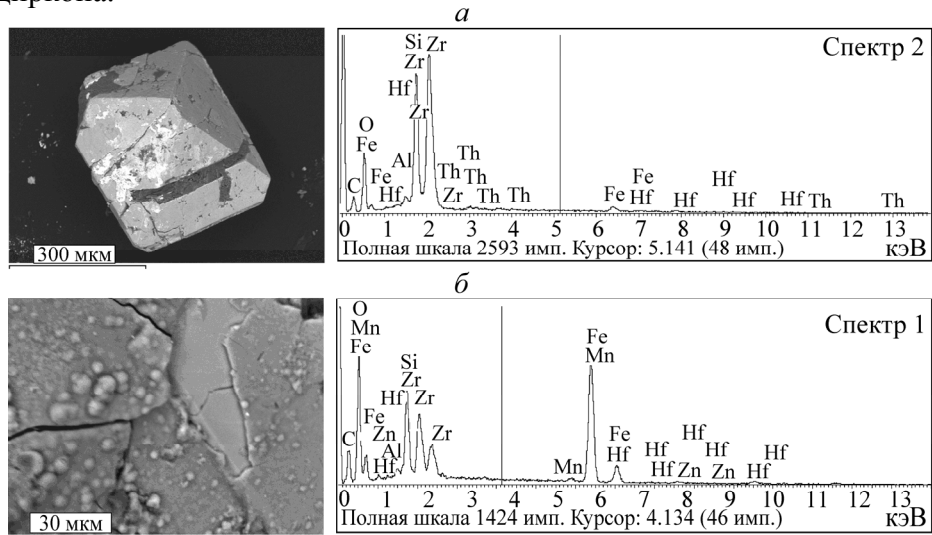 циркона.
а
300 мкм
Спектр 2
Si
Zr Zr
Hf
Zr
O
Fe
Al
Fe
C
Hf
Th
Th
Th
Zr
Th
Th
Fe
Fe
Hf
Hf
Hf
Hf
Hf
Th
Th
0 1 2 3 4 5 6 7 8 9 10 11 12 13
Полная шкала 2593 имп. Курсор: 5.141 (48 имп.)
кэВ
б
30 мкм
Спектр 1
O
Mn
Fe
Si
Zr
Hf
Zr
Fe
Zn
Al
Hf
C
Zr
Fe
Mn
Mn
Fe
Hf
Hf
Hf
Hf
Zn
Hf
Zn
Hf
Hf
0 1 2 3 4 5 6 7 8 9 10 11 12 13
Полная шкала 1424 имп. Курсор: 4.134 (46 имп.)
кэВ